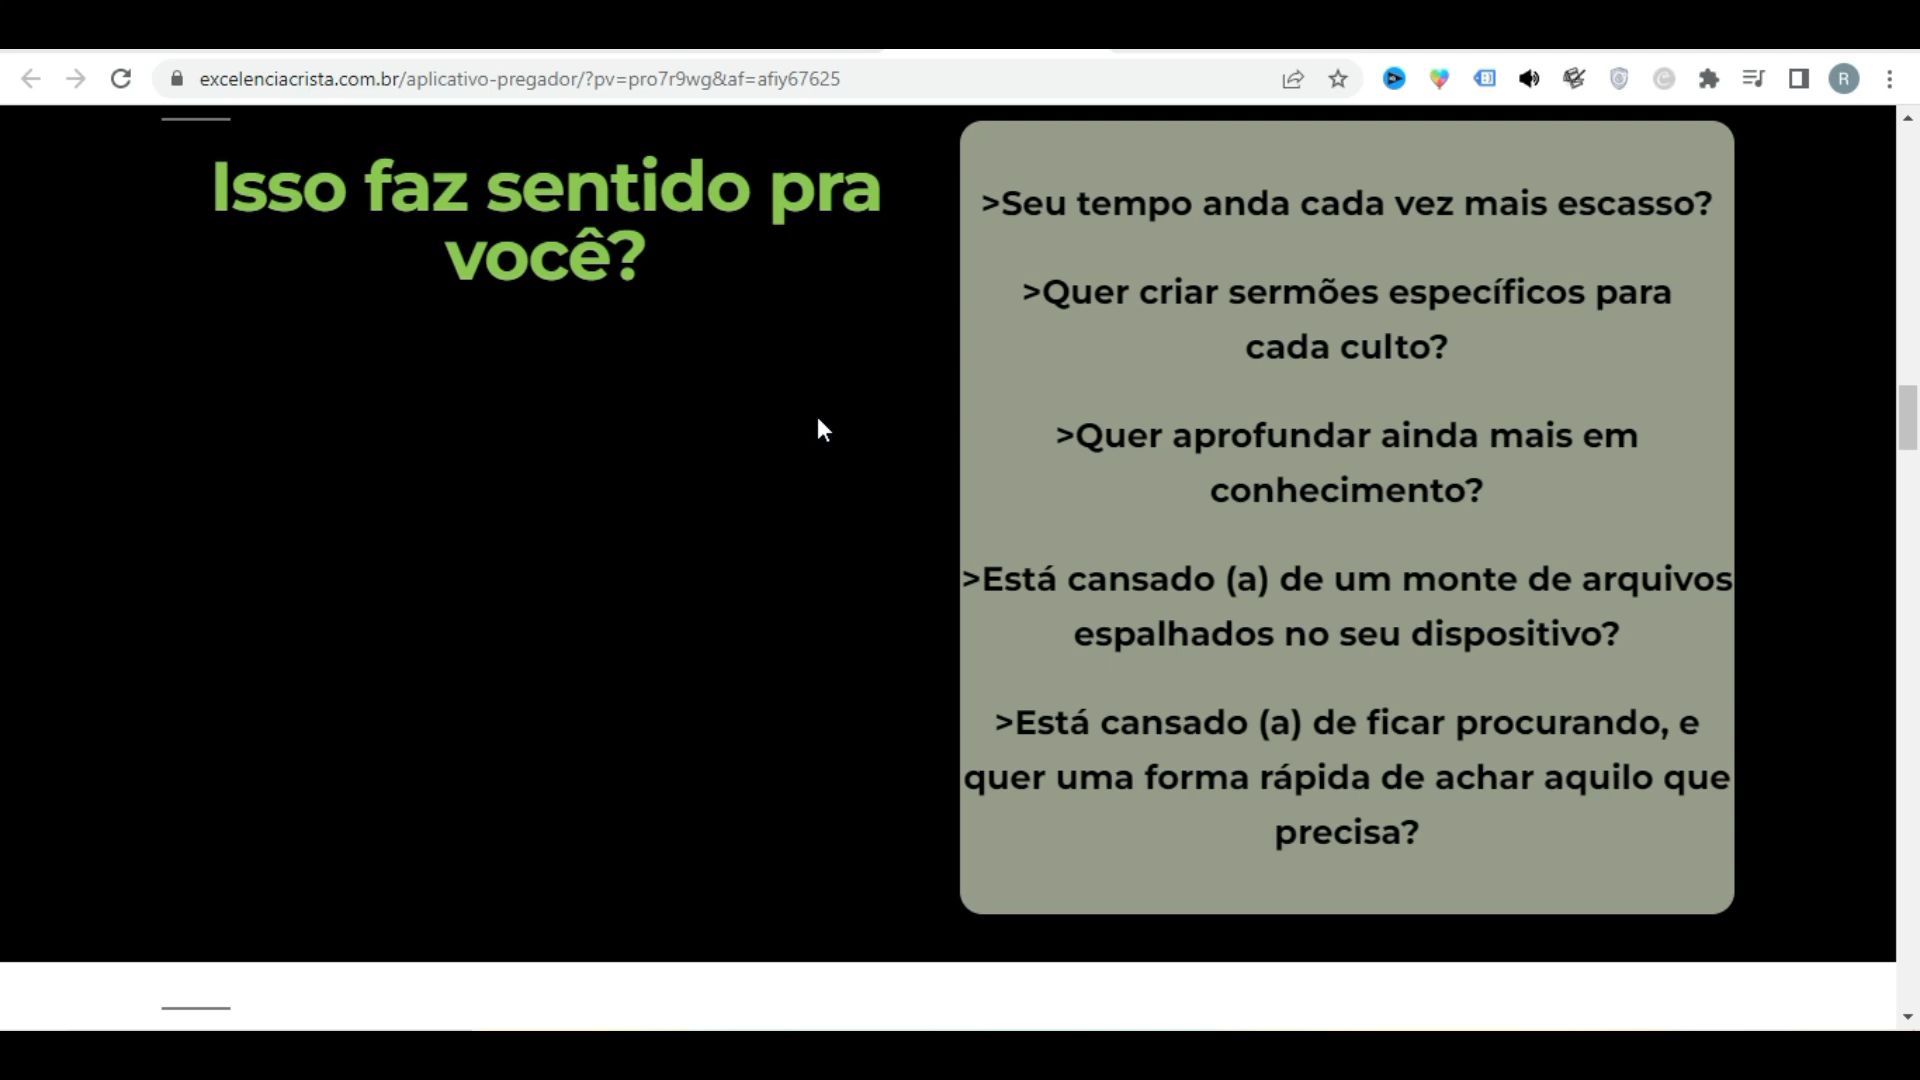 excelenciacrista.com.br/aplicativo-pregador/?pv=pro7r9wg&af=afiy67625
R
Isso faz sentido pra
você?
>Seu tempo anda cada vez mais escasso?
>Quer criar sermões específicos para
cada culto?
>Quer aprofundar ainda mais em
conhecimento?
>Está cansado (a) de um monte de arquivos
espalhados no seu dispositivo?
>Está cansado (a) de ficar procurando, e
quer uma forma rápida de achar aquilo que
precisa?